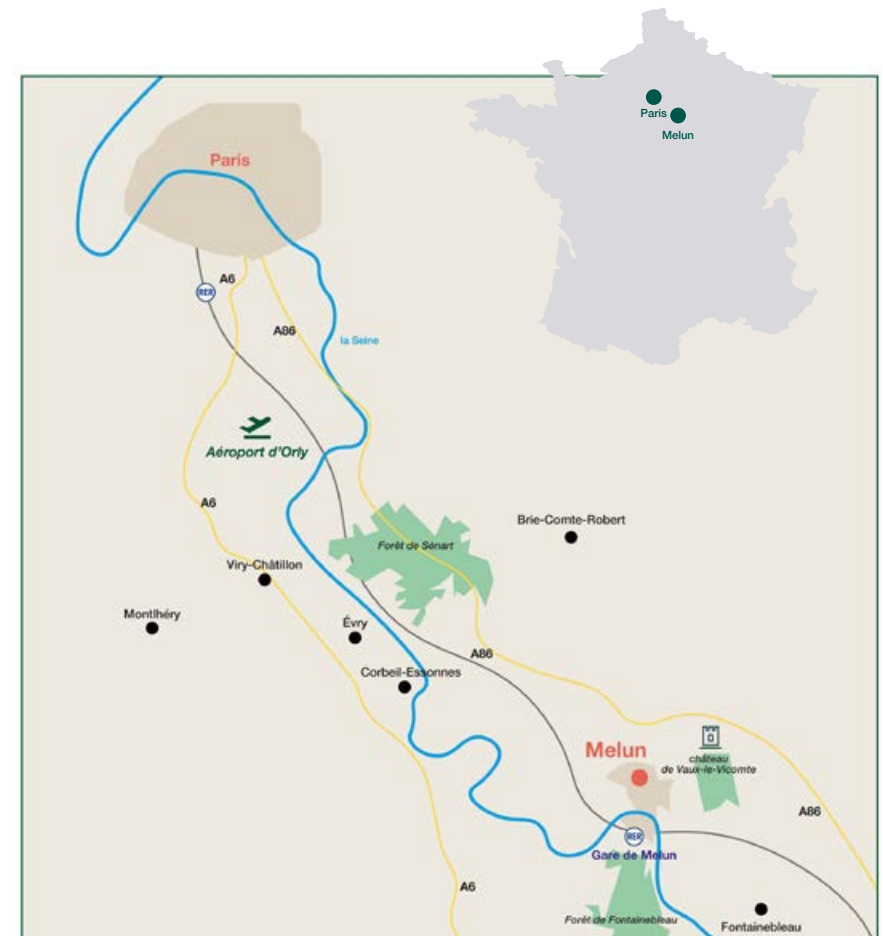 Paris
Melun
Paris
A6
RER
A86
la Seine
Aéroport d'Orly
A6
Brie-Comte-Robert
Forêt de Sénart
Viry-Châtillon
Montlhéry
Évry
A86
Corbeil-Essonnes
Melun
château
de Vaux-le-Vicomte
A86
RER
Gare de Melun
A6
Forêt de Fontainebleau
Fontainebleau